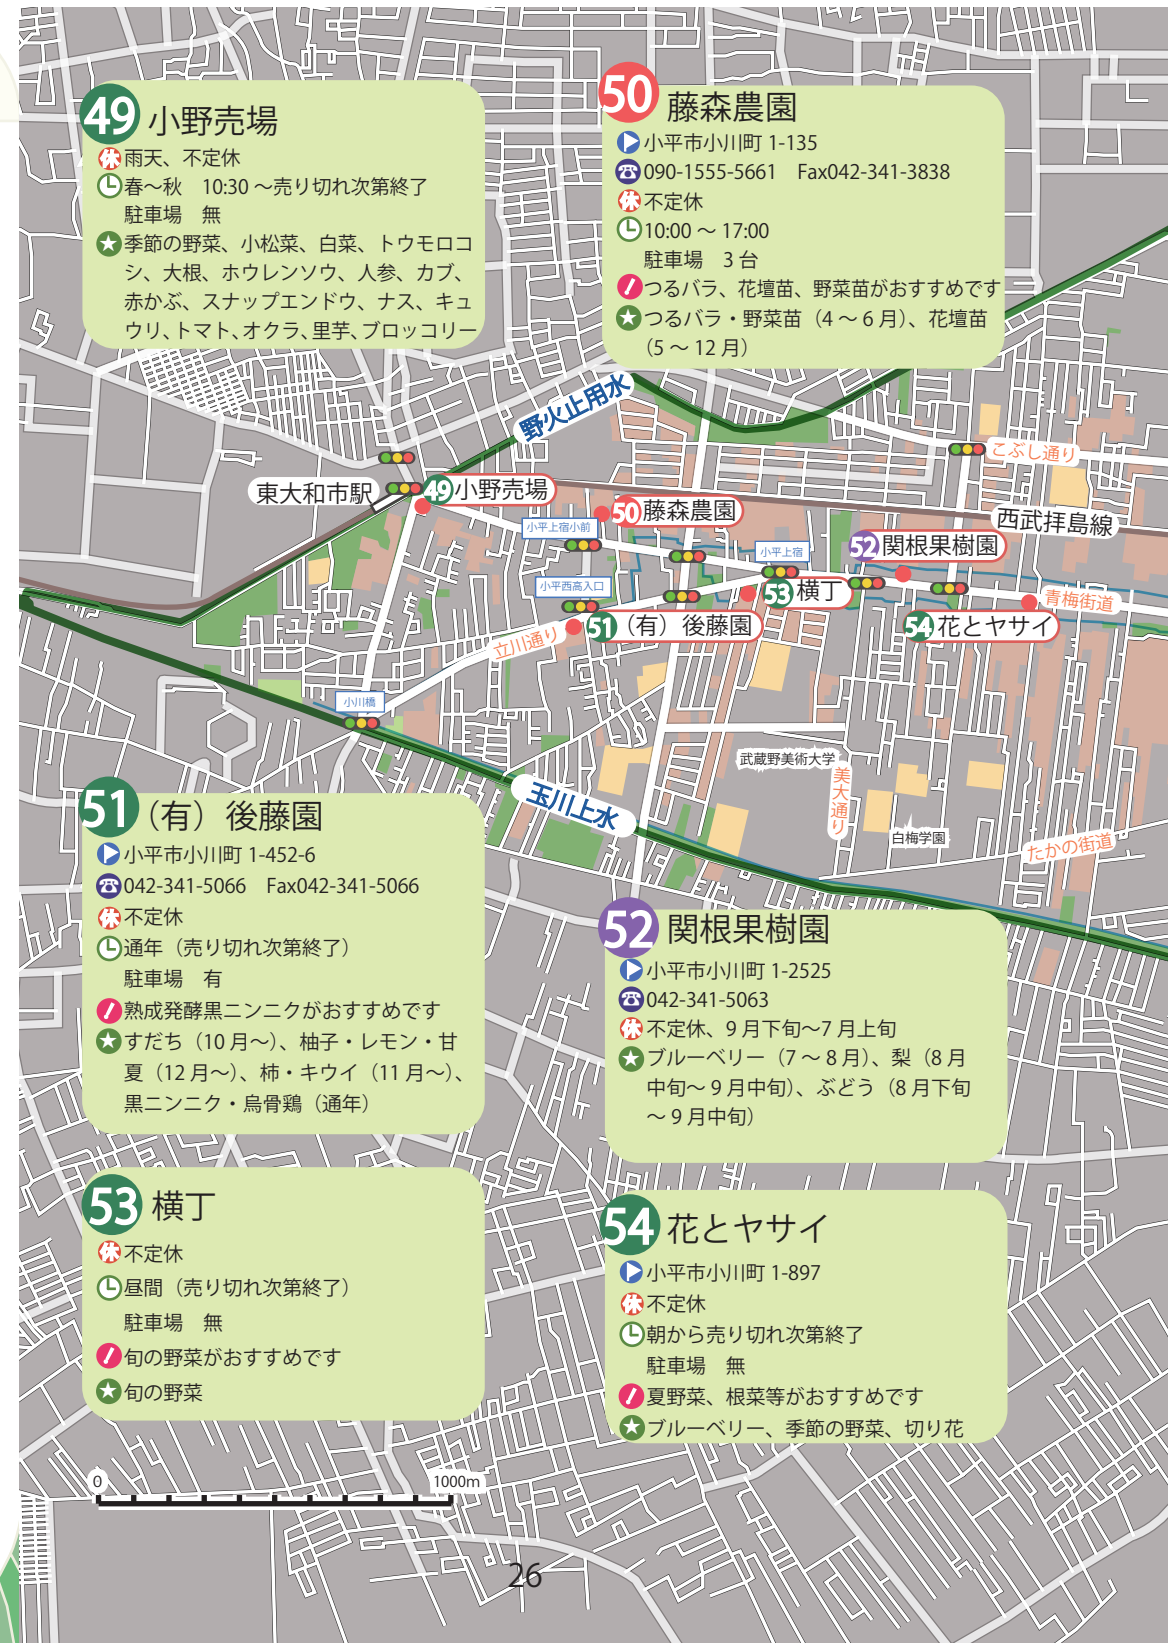 49 小野売場
雨天、不定休
春〜秋　10:30 〜売り切れ次第終了
駐車場　無
季節の野菜、小松菜、白菜、トウモロコ
シ、大根、ホウレンソウ、人参、カブ、
赤かぶ、スナップエンドウ、ナス、キュ
ウリ、トマト、オクラ、里芋、ブロッコリー
50 藤森農園
小平市小川町 1-135
090-1555-5661　Fax042-341-3838
不定休
10:00 〜 17:00
駐車場　3 台
つるバラ、花壇苗、野菜苗がおすすめです
つるバラ・野菜苗（4 〜 6 月）、花壇苗
（5 〜 12 月）
野火止用水
こぶし通り
東大和市駅
49 小野売場
50 藤森農園
西武拝島線
小平上宿小前
52 関根果樹園
小平上宿
小平西高入口
53 横丁
青梅街道
51 （有）後藤園
54 花とヤサイ
立川通り
小川橋
武蔵野美術大学
美大通り
玉川上水
白梅学園
たかの街道
51 （有）後藤園
小平市小川町 1-452-6
042-341-5066　Fax042-341-5066
不定休
通年（売り切れ次第終了）
駐車場　有
熟成発酵黒ニンニクがおすすめです
すだち（10 月〜）、柚子・レモン・甘
夏（12 月〜）、柿・キウイ（11 月〜）、
黒ニンニク・烏骨鶏（通年）
52 関根果樹園
小平市小川町 1-2525
042-341-5063
不定休、9 月下旬〜7 月上旬
ブルーベリー（7 〜 8 月）、梨（8 月
中旬〜 9 月中旬）、ぶどう（8 月下旬
〜 9 月中旬）
53 横丁
不定休
昼間（売り切れ次第終了）
駐車場　無
旬の野菜がおすすめです
旬の野菜
54 花とヤサイ
小平市小川町 1-897
不定休
朝から売り切れ次第終了
駐車場　無
夏野菜、根菜等がおすすめです
ブルーベリー、季節の野菜、切り花
0
1000m
26